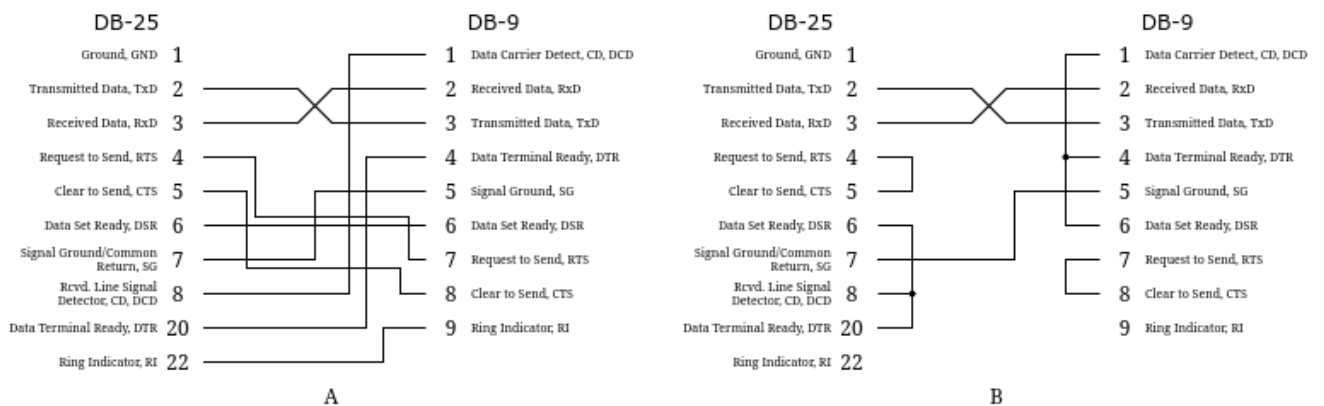 DB-25 DB-9 DB-25 DB-9
Ground, GND 1 1 Data Carrier Detect, CD, DCD Ground, GND 1 1 Data Carrier Detect, CD, DCD
Transmitted Data, TxD 2 2 Received Data, RxD Transmitted Data, TxD 2 2 Received Data, RxD
Received Data, RxD 3 3 Transmitted Data, TxD Received Data, RxD 3 3 Transmitted Data, TxD
Request to Send, RTS 4 4 Data Terminal Ready, DTR Request to Send, RTS 4 4 Data Terminal Ready, DTR
Clear to Send, CTS 5 5 Signal Ground, SG Clear to Send, CTS 5 5 Signal Ground, SG
Data Set Ready, DSR 6 6 Data Set Ready, DSR Data Set Ready, DSR 6 6 Data Set Ready, DSR
Signal Ground/Common
Return, SG 7 7 Request to Send, RTS Signal Ground/Common
Return, SG 7 7 Request to Send, RTS
Rcvd. Line Signal
Detector, CD, DCD 8 8 Clear to Send, CTS Rcvd. Line Signal
Detector, CD, DCD 8 8 Clear to Send, CTS
Data Terminal Ready, DTR 20 9 Ring Indicator, RI Data Terminal Ready, DTR 20 9 Ring Indicator, RI
Ring Indicator, RI 22 Ring Indicator, RI 22
A B